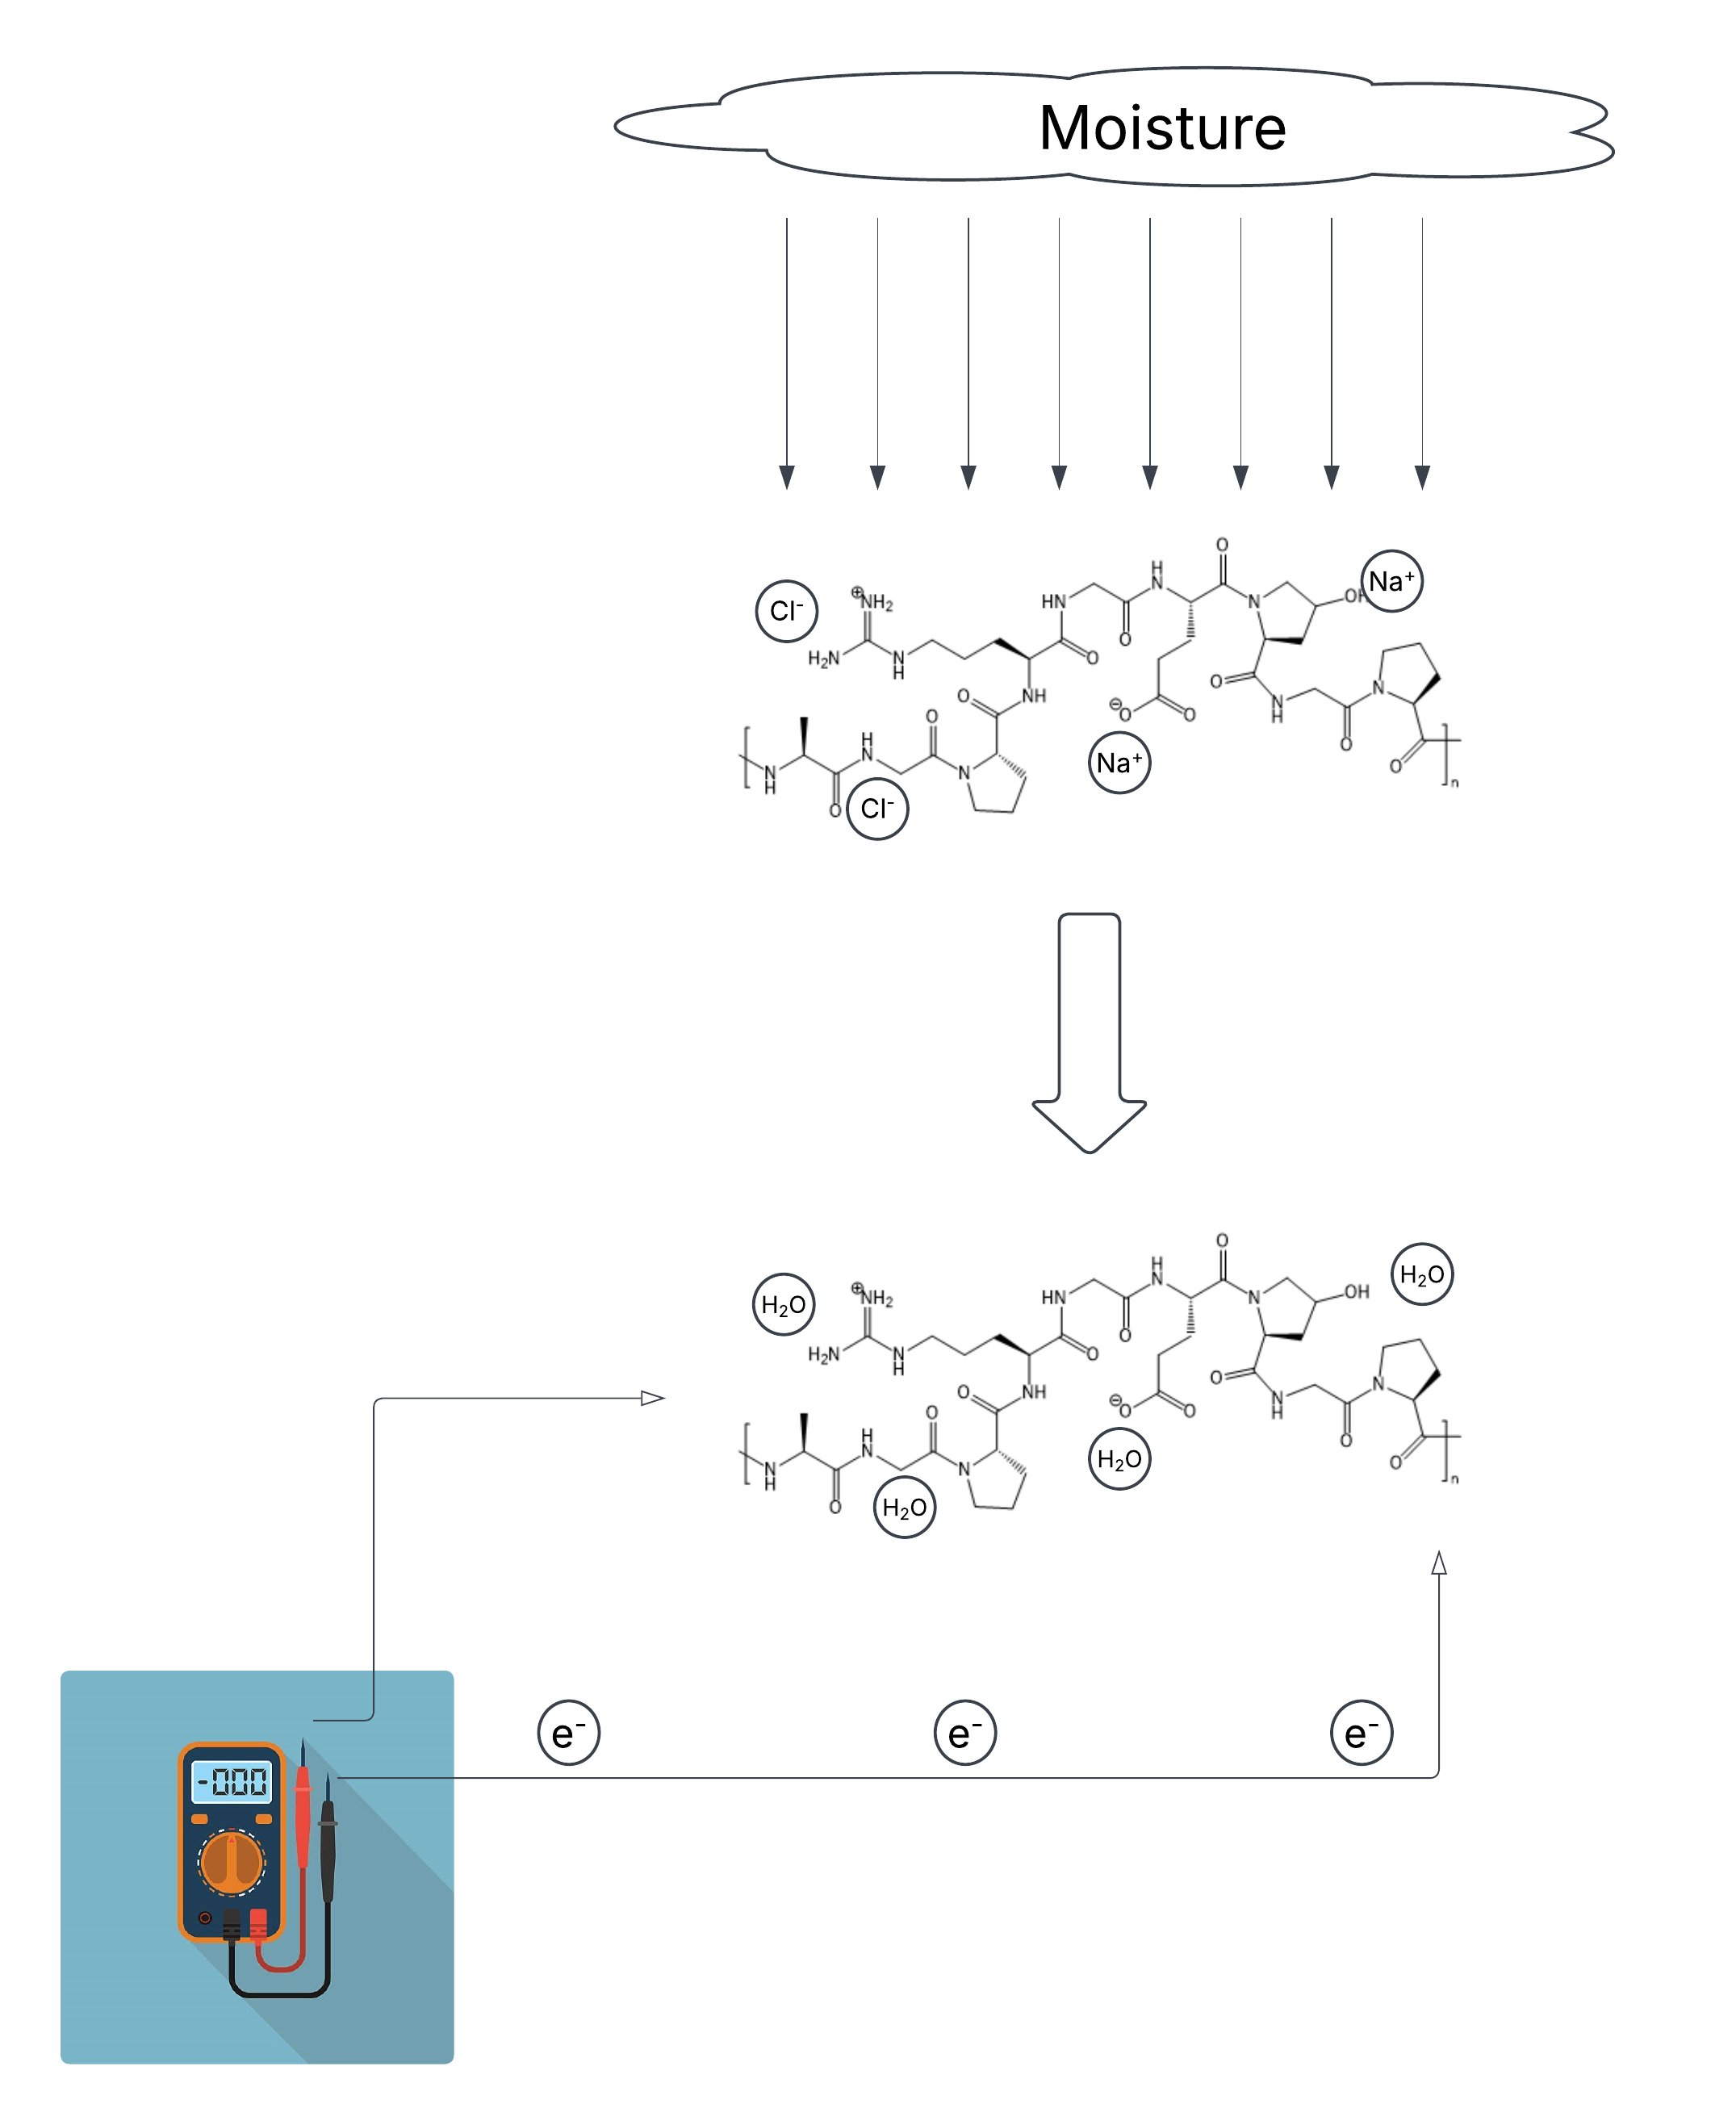 Moisture
O
H
N
Na⁺
Cl⁻
⊕NH₂
HN
N
OH
O
O
H₂N
N
H
O
NH
O
N
H
N
O
⊖O
O
O
H
N
O
Na⁺
N
N
H
O
Cl⁻
O
n
O
H
N
H₂O
H₂O
⊕NH₂
HN
N
OH
O
O
H₂N
N
H
O
NH
O
N
H
N
O
⊖O
O
O
H
N
O
H₂O
N
N
H
O
O
H₂O
n
e⁻
e⁻
e⁻
-000